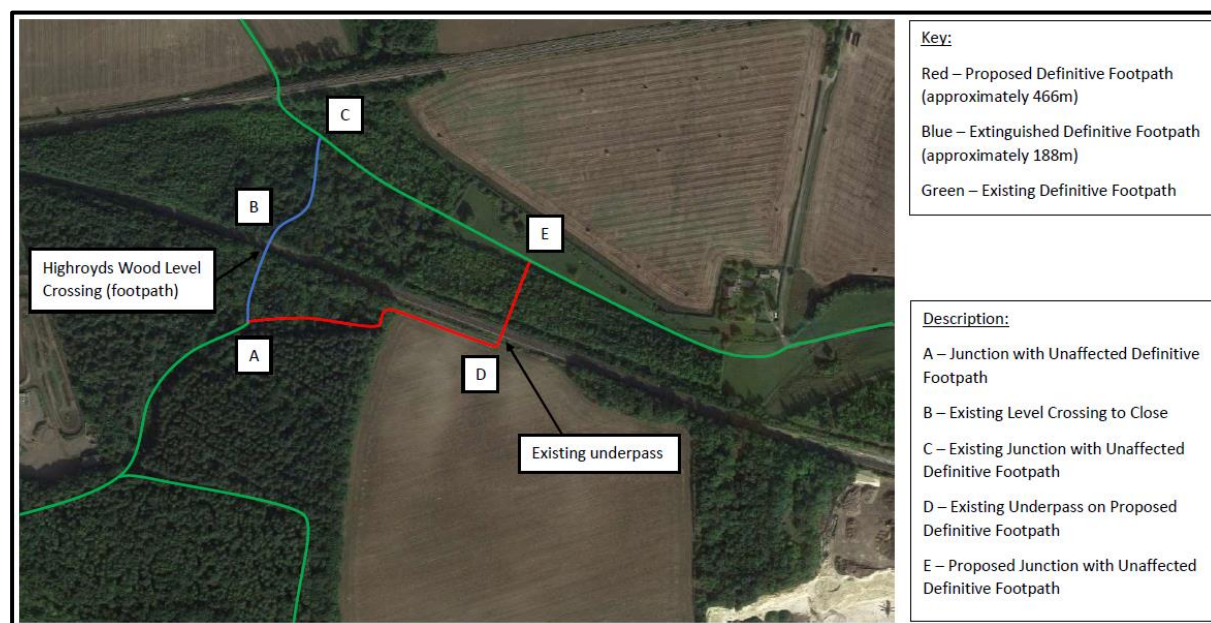 C
B
E
Highroyds Wood Level
Crossing (footpath)
A
D
Existing underpass
Key:
Red – Proposed Definitive Footpath
(approximately 466m)
Blue – Extinguished Definitive Footpath
(approximately 188m)
Green – Existing Definitive Footpath
Description:
A – Junction with Unaffected Definitive
Footpath
B – Existing Level Crossing to Close
C – Existing Junction with Unaffected
Definitive Footpath
D – Existing Underpass on Proposed
Definitive Footpath
E – Proposed Junction with Unaffected
Definitive Footpath